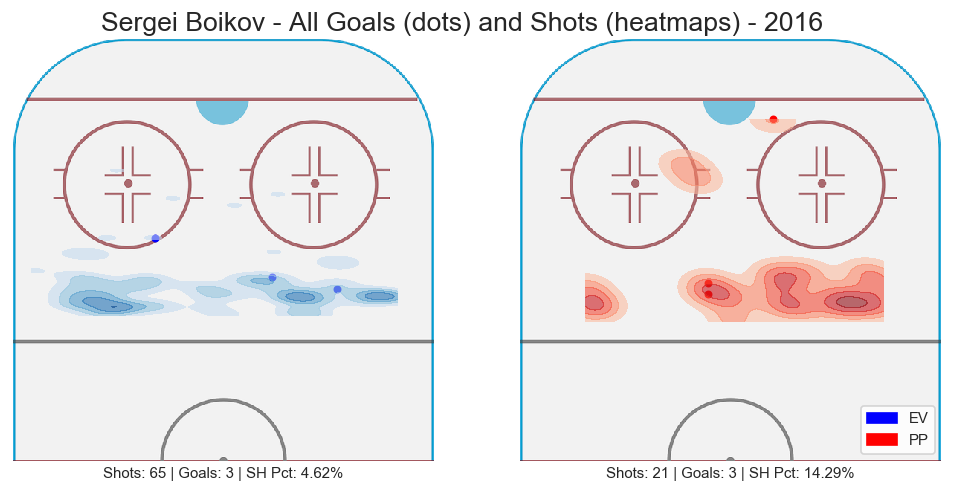 Sergei Boikov - All Goals (dots) and Shots (heatmaps) - 2016
EV
PP
Shots: 65 | Goals: 3 | SH Pct: 4.62%
Shots: 21 | Goals: 3 | SH Pct: 14.29%